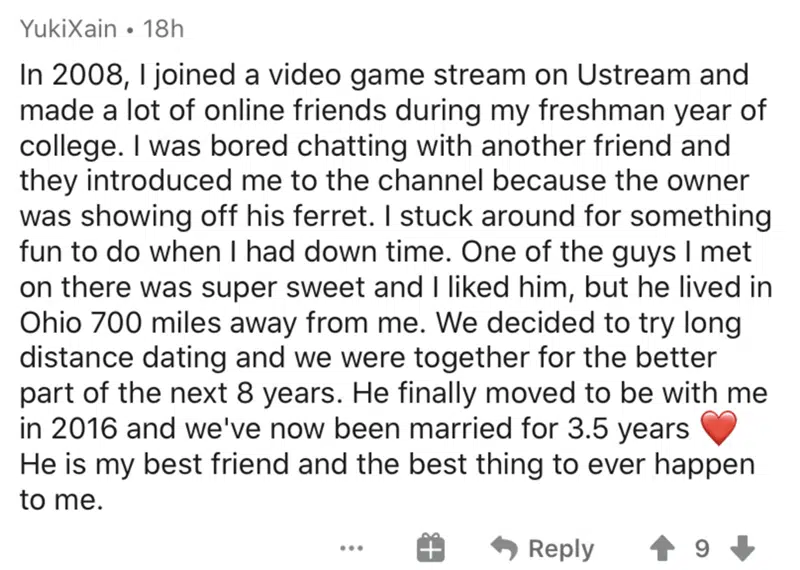 YukiXain • 18h
In 2008, I joined a video game stream on Ustream and
made a lot of online friends during my freshman year of
college. I was bored chatting with another friend and
they introduced me to the channel because the owner
was showing off his ferret. I stuck around for something
fun to do when I had down time. One of the guys I met
on there was super sweet and I liked him, but he lived in
Ohio 700 miles away from me. We decided to try long
distance dating and we were together for the better
part of the next 8 years. He finally moved to be with me
in 2016 and we've now been married for 3.5 years ❤️
He is my best friend and the best thing to ever happen
to me.
... Reply 9